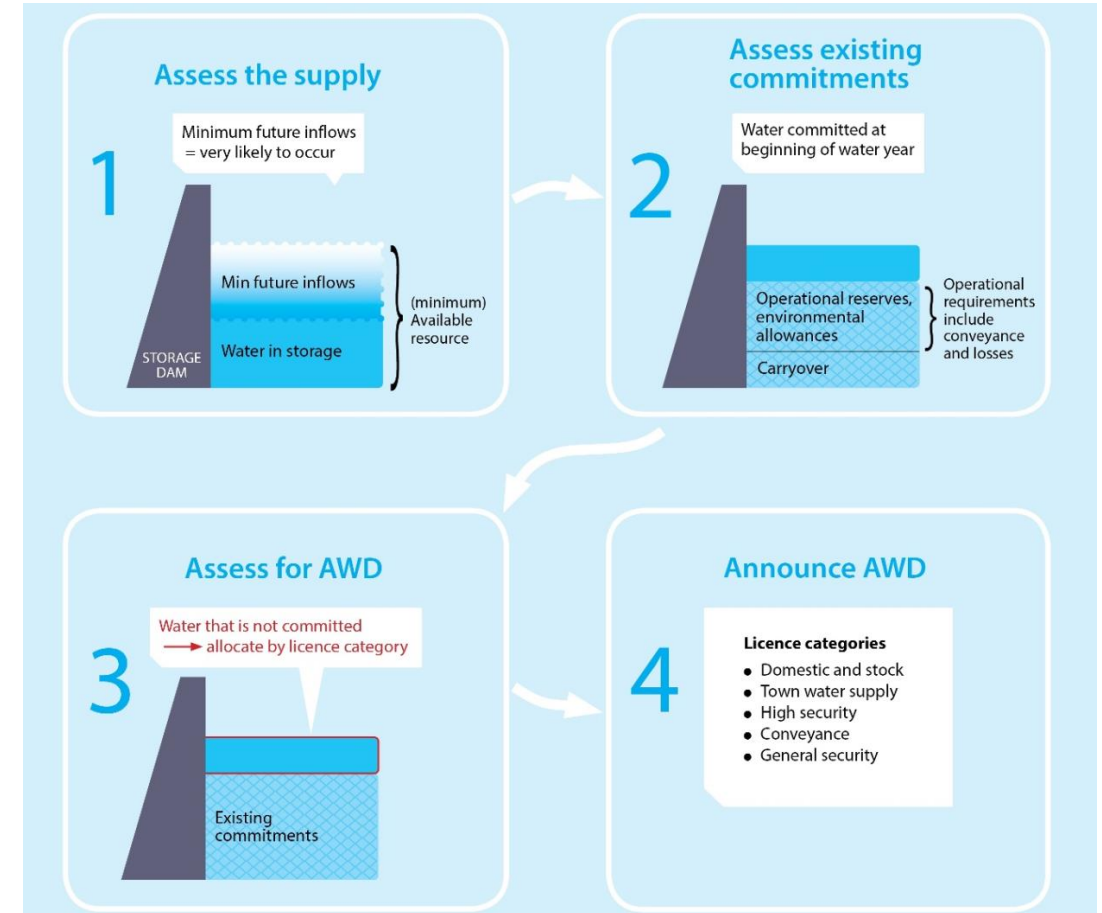 Assess the supply
1
Minimum future inflows
= very likely to occur
Min future inflows
Water in storage
STORAGE
DAM
(minimum)
Available
resource
Assess existing
commitments
2
Water committed at
beginning of water year
Operational reserves,
environmental
allowances
Carryover
Operational
requirements
include
conveyance
and losses
Assess for AWD
3
Water that is not committed
→ allocate by licence category
Existing
commitments
Announce AWD
4
Licence categories
• Domestic and stock
• Town water supply
• High security
• Conveyance
• General security